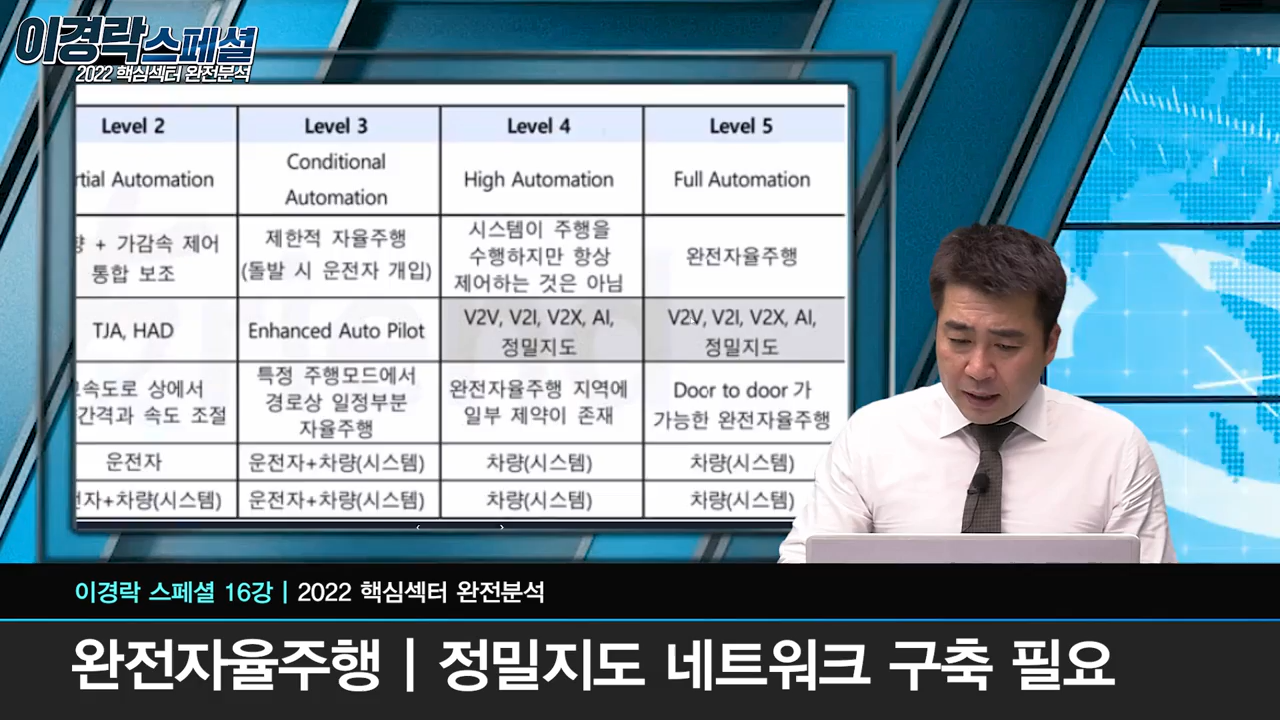 이경락스페셜
2022 핵심섹터 완전분석
Level 2
Level 3
Level 4
Level 5
rtial Automation
Conditional
Automation
High Automation
Full Automation
향 + 가감속 제어
통합 보조
제한적 자율주행
(돌발 시 운전자 개입)
시스템이 주행을
수행하지만 항상
제어하는 것은 아님
완전자율주행
TJA, HAD
Enhanced Auto Pilot
V2V, V2I, V2X, AI,
정밀지도
V2V, V2I, V2X, AI,
정밀지도
속도로 상에서
간격과 속도 조절
특정 주행모드에서
경로상 일정부분
자율주행
완전자율주행 지역에
일부 제약이 존재
Door to door 가
가능한 완전자율주행
운전자
운전자+차량(시스템)
차량(시스템)
차량(시스템)
전자+차량(시스템)
운전자+차량(시스템)
차량(시스템)
차량(시스템)
이경락 스페셜 16강 | 2022 핵심섹터 완전분석
완전자율주행 | 정밀지도 네트워크 구축 필요